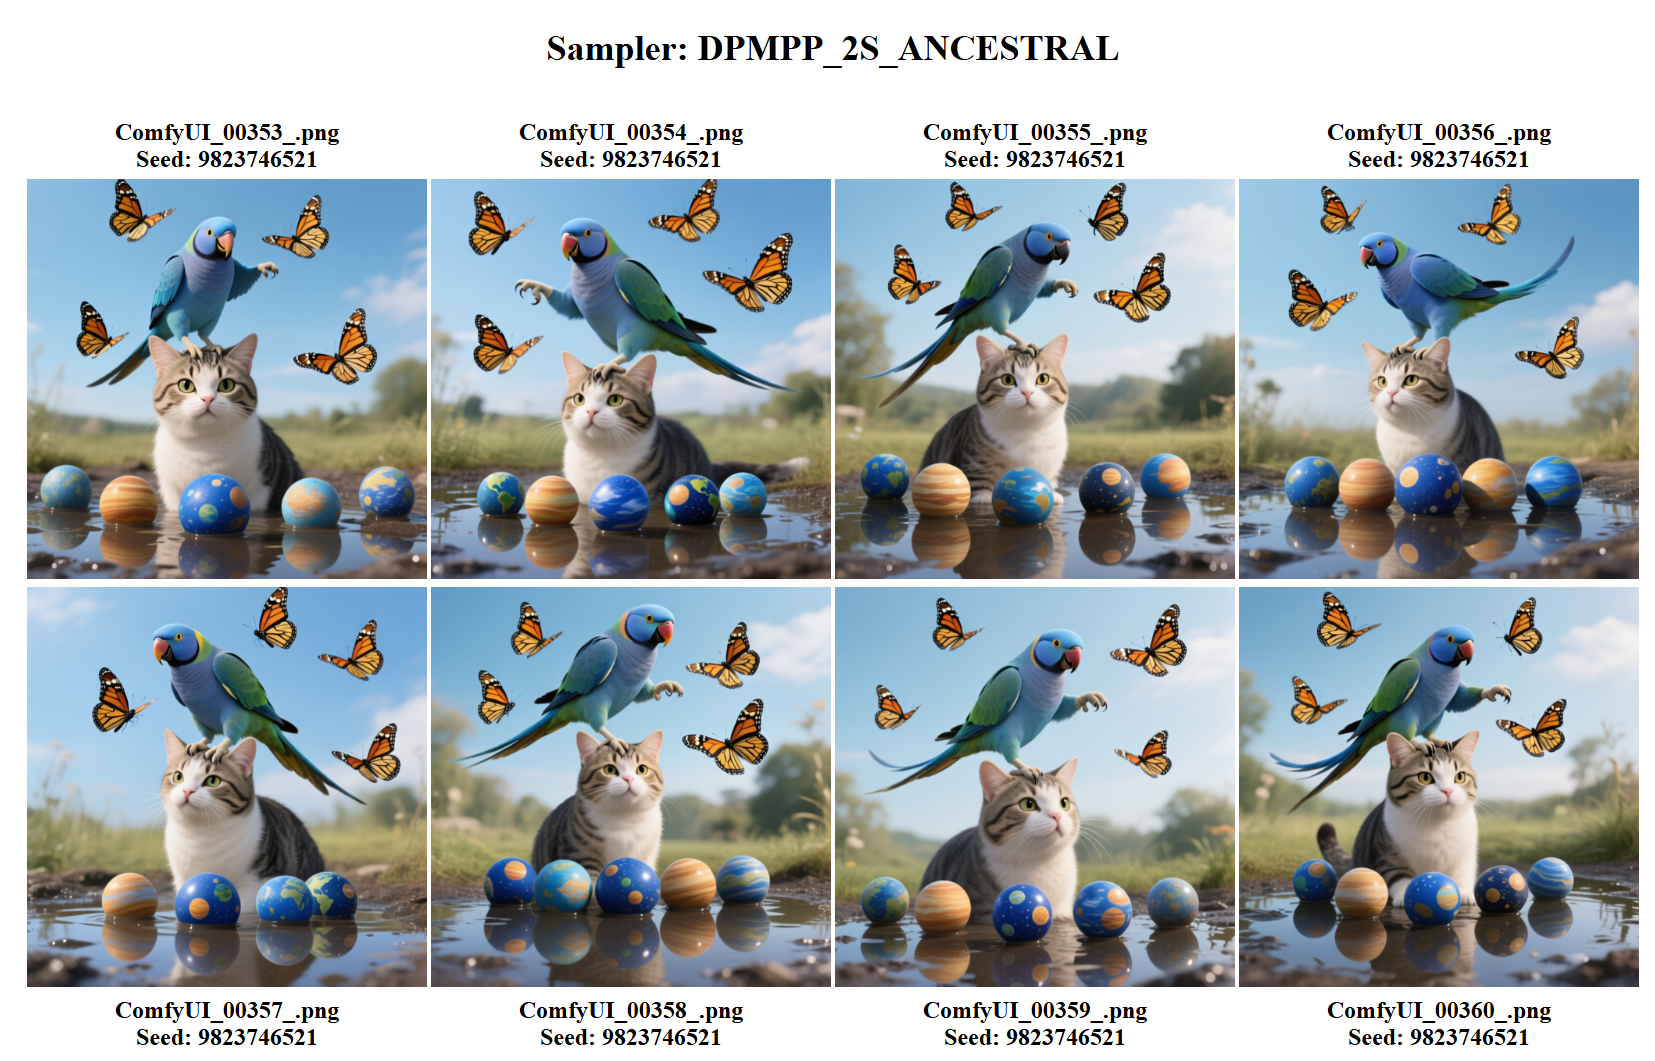 Sampler: DPMPP_2S_ANCESTRAL
ComfyUI_00353_.png
Seed: 9823746521
ComfyUI_00354_.png
Seed: 9823746521
ComfyUI_00355_.png
Seed: 9823746521
ComfyUI_00356_.png
Seed: 9823746521
ComfyUI_00357_.png
Seed: 9823746521
ComfyUI_00358_.png
Seed: 9823746521
ComfyUI_00359_.png
Seed: 9823746521
ComfyUI_00360_.png
Seed: 9823746521